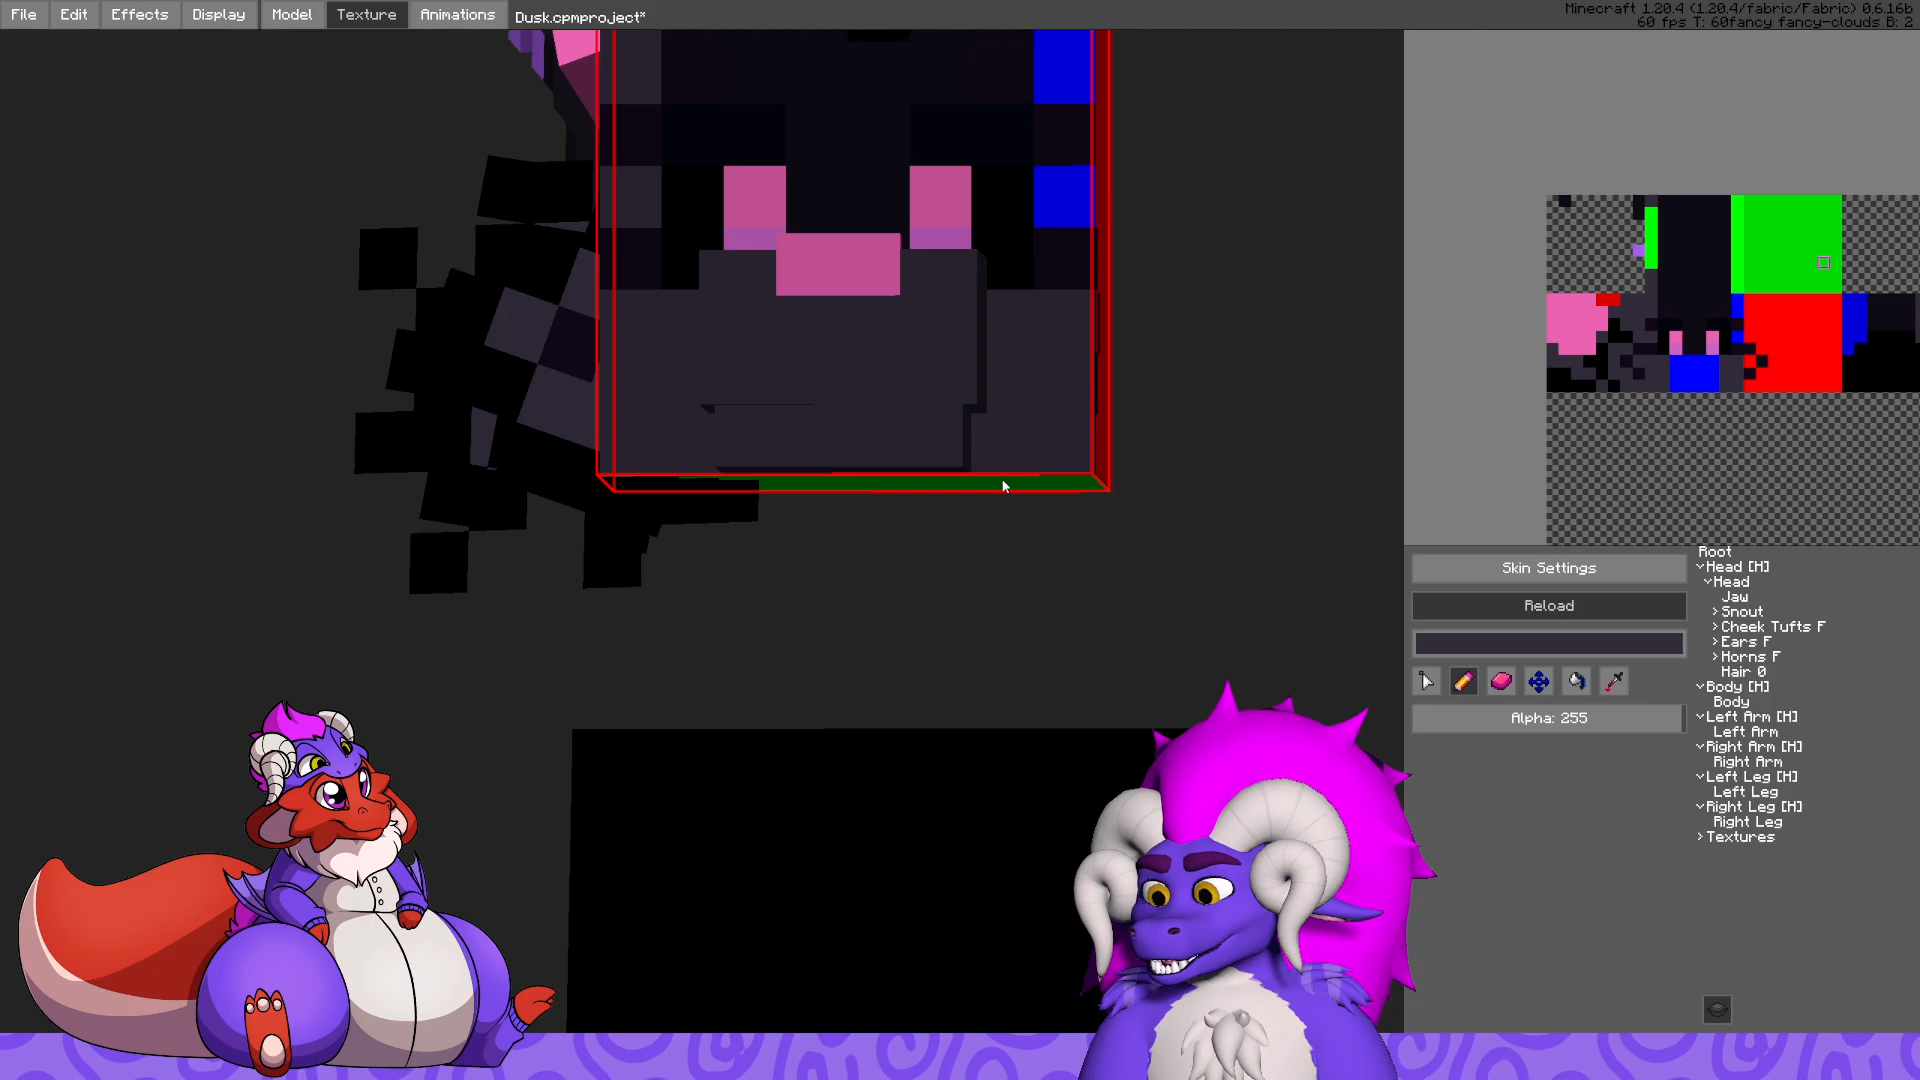 File Edit Effects Display Model Texture Animations Dusk.cpmproject*
Minecraft 1.20.4 (1.20.4/fabric/Fabric) 0.6.16b
60 fps T: 60fancy fancy-clouds B: 2
Skin Settings
Reload
Alpha: 255
Root
Head [H]
Head
Jaw
Snout
Cheek Tufts F
Ears F
Horns F
Hair 0
Body [H]
Body
Left Arm [H]
Left Arm
Right Arm [H]
Right Arm
Left Leg [H]
Left Leg
Right Leg [H]
Right Leg
Textures